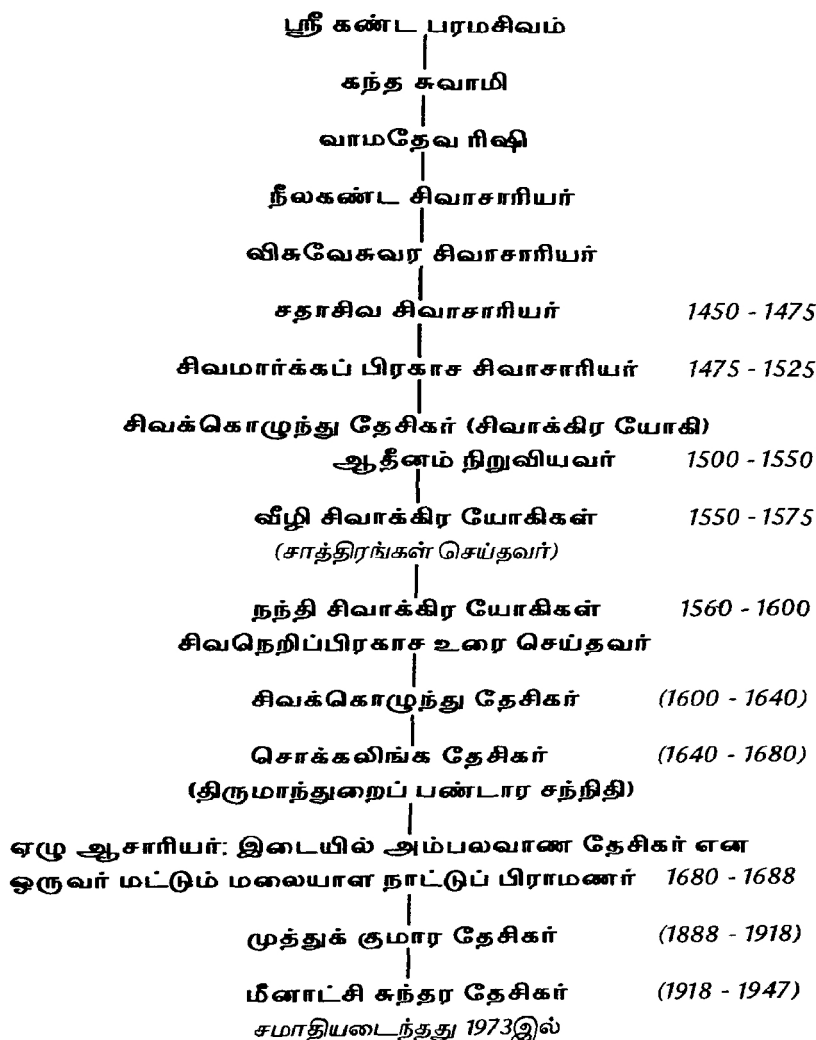 ஸ்ரீ கண்ட பரமசிவம்
கந்த சுவாமி
வாமதேவ ரிஷி
நீலகண்ட சிவாசாரியர்
விசுவேசுவர சிவாசாரியர்
சதாசிவ சிவாசாரியர் 1450 - 1475
சிவமார்க்கப் பிரகாச சிவாசாரியர் 1475 - 1525
சிவக்கொழுந்து தேசிகர் (சிவாக்கிர யோகி)
ஆதீனம் நிறுவியவர் 1500 - 1550
வீழி சிவாக்கிர யோகிகள் 1550 - 1575
(சாத்திரங்கள் செய்தவர்)
நந்தி சிவாக்கிர யோகிகள் 1560 - 1600
சிவநெறிப்பிரகாச உரை செய்தவர்
சிவக்கொழுந்து தேசிகர் (1600 - 1640)
சொக்கலிங்க தேசிகர் (1640 - 1680)
(திருமாந்துறைப் பண்டார சந்நிதி)
ஏழு ஆசாரியர்: இடையில் அம்பலவாண தேசிகர் என
ஒருவர் மட்டும் மலையாள நாட்டுப் பிராமணர் 1680 - 1688
முத்துக் குமார தேசிகர் (1888 - 1918)
மீனாட்சி சுந்தர தேசிகர் (1918 - 1947)
சமாதியடைந்தது 1973இல்